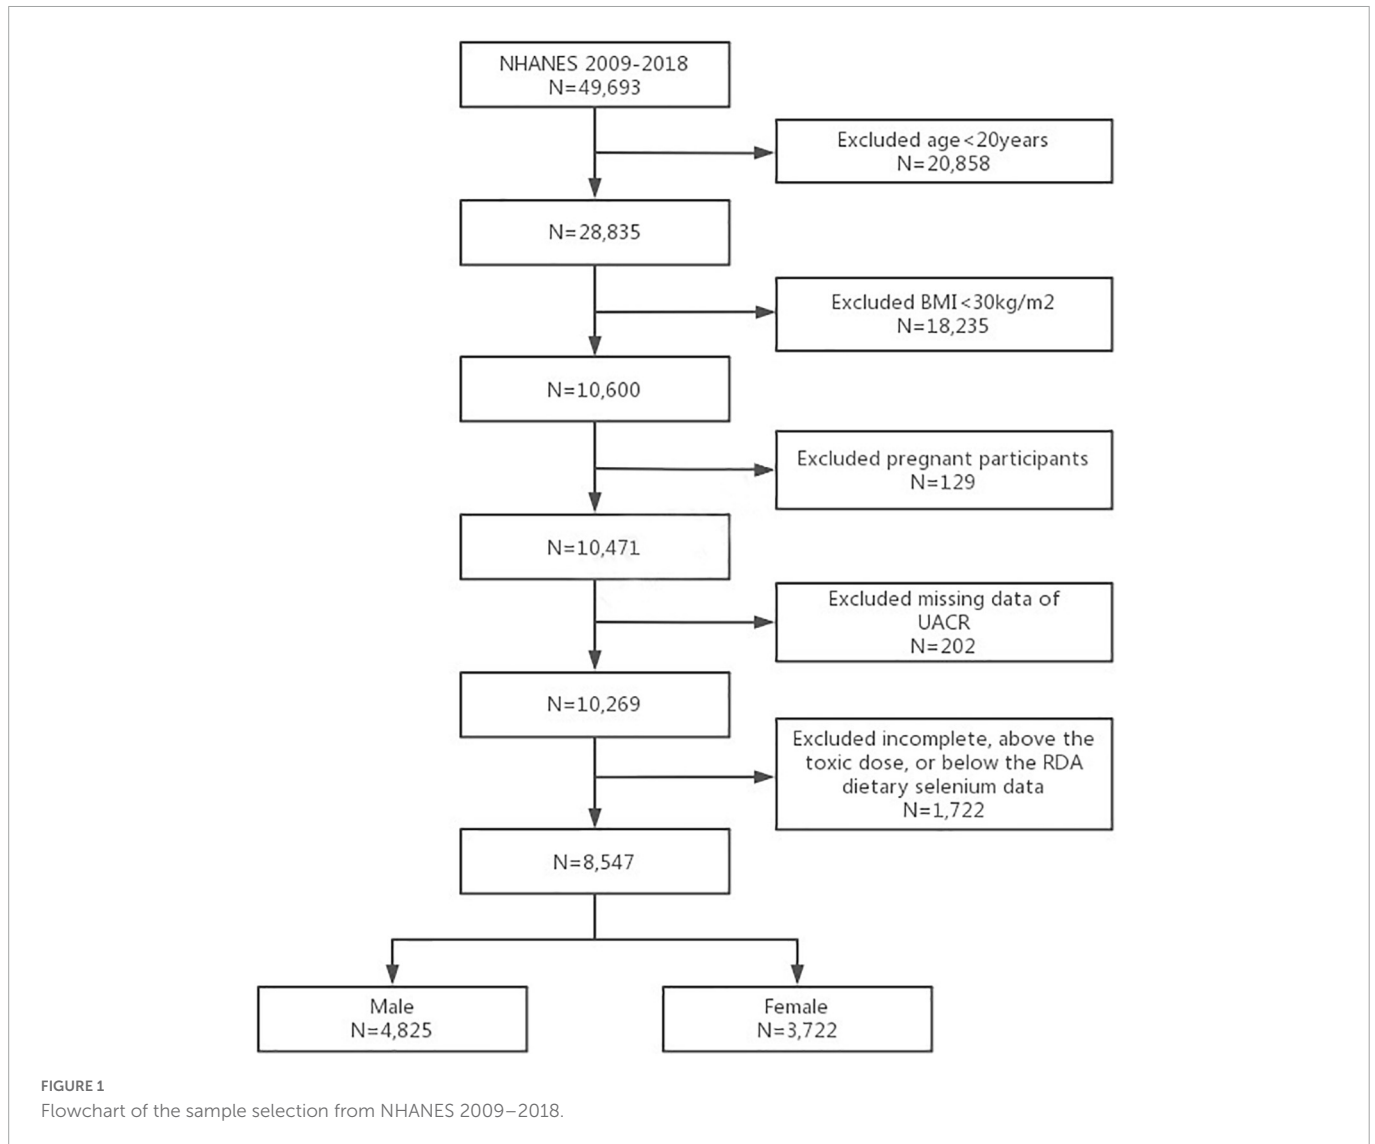 NHANES 2009-2018
N=49,693
Excluded age<20years
N=20,858
N=28,835
Excluded BMI<30kg/m2
N=18,235
N=10,600
Excluded pregnant participants
N=129
N=10,471
Excluded missing data of
UACR
N=202
N=10,269
Excluded incomplete, above the
toxic dose, or below the RDA
dietary selenium data
N=1,722
N=8,547
Male
N=4,825
Female
N=3,722
FIGURE 1
Flowchart of the sample selection from NHANES 2009–2018.